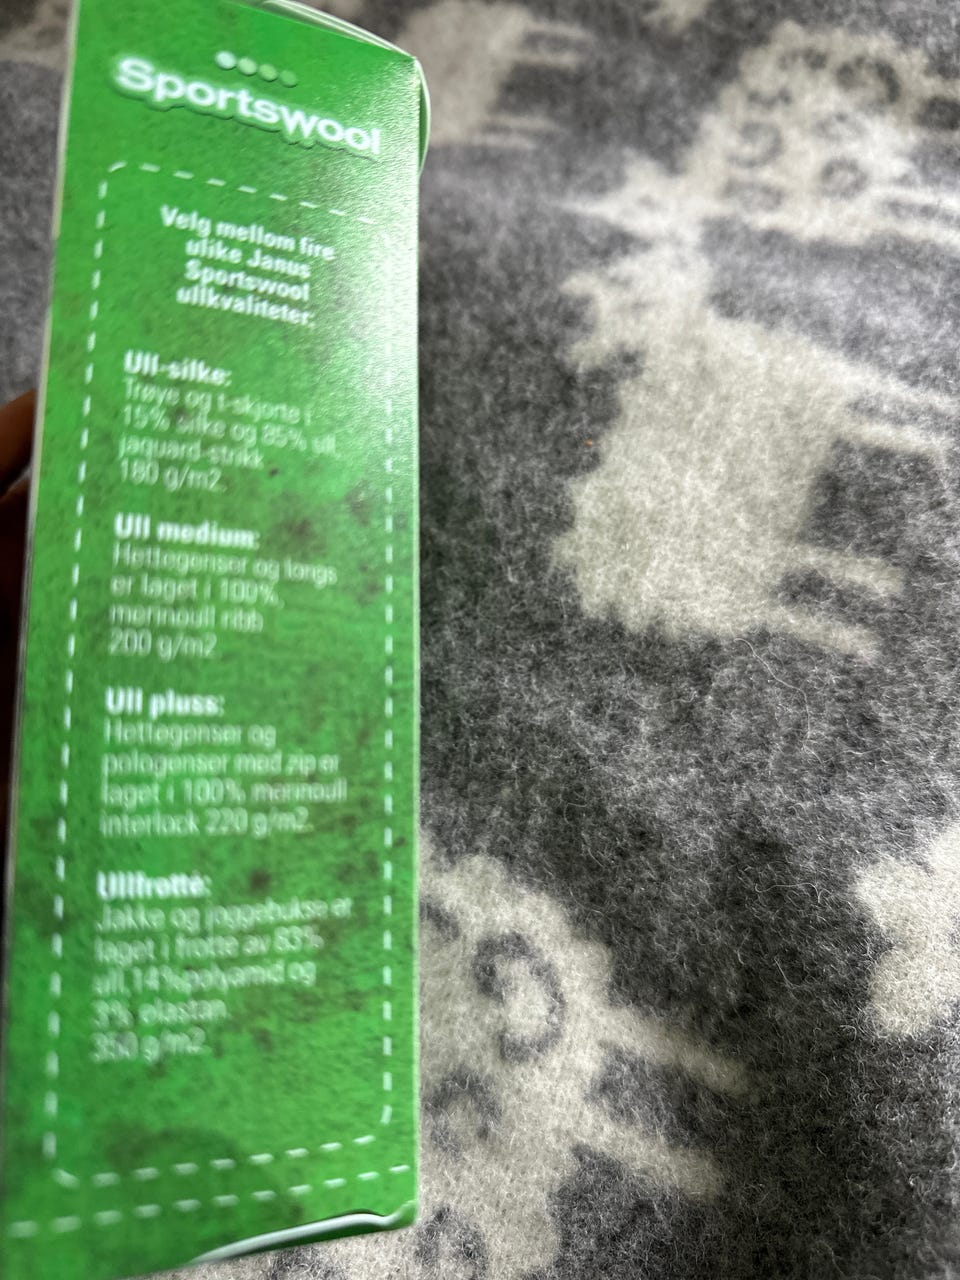 Sportswool
Velg mellom fire
ulike Janus
Sportswool
ullkvaliteter:
Ull-silke:
Trøye og t-skjorte i
15% silke og 85% ull,
jaquard-strikk
180 g/m2.
Ull medium:
Hettegenser og longs
er laget i 100%,
merinoull ribb
200 g/m2
Ull pluss:
Hettegenser og
pologenser med zip er
laget i 100% merinoull
interlock 220 g/m2.
Ullfrotté:
Jakke og joggebukse er
laget i frotte av 83%
ull, 14% polyamid og
3% elastan.
350 g/m2.